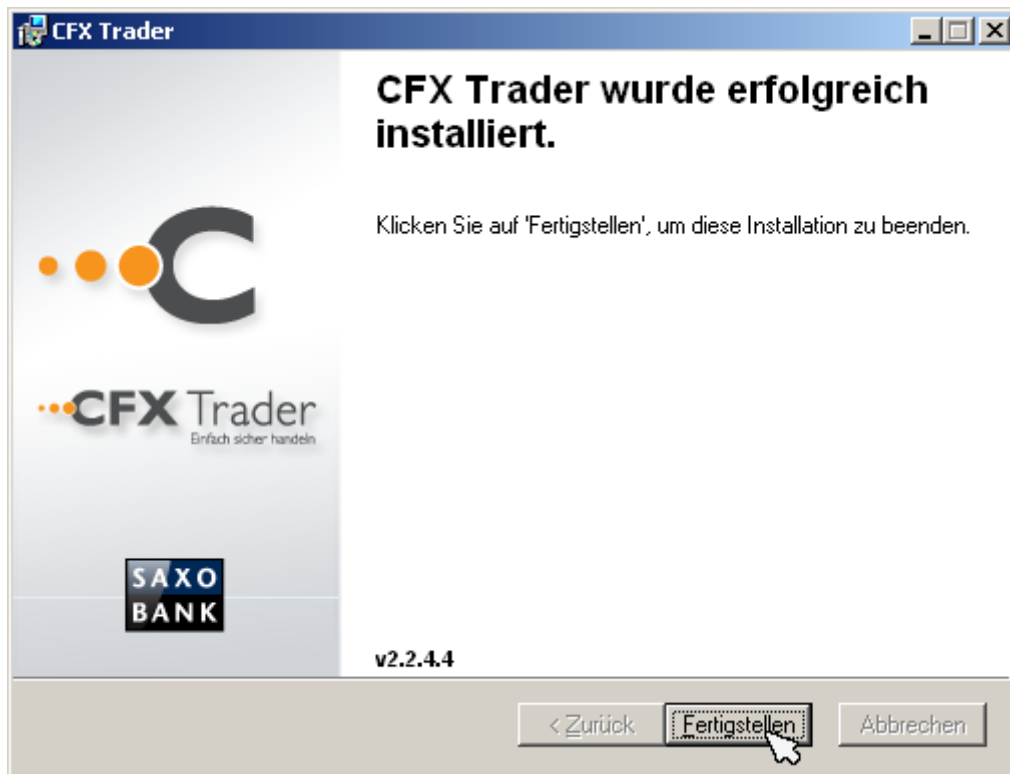 CFX Trader
CFX Trader wurde erfolgreich
installiert.
Klicken Sie auf 'Fertigstellen', um diese Installation zu beenden.
C
CFX Trader
Einfach sicher handeln
SAXO
BANK
v2.2.4.4
< Zurück
Fertigstellen
Abbrechen